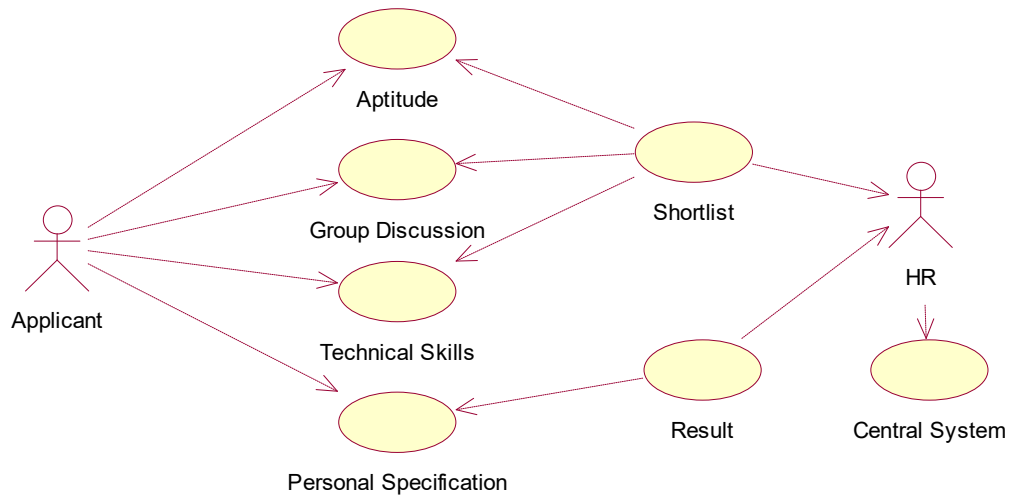 Aptitude
Group Discussion
Shortlist
HR
Applicant
Technical Skills
Result
Central System
Personal Specification